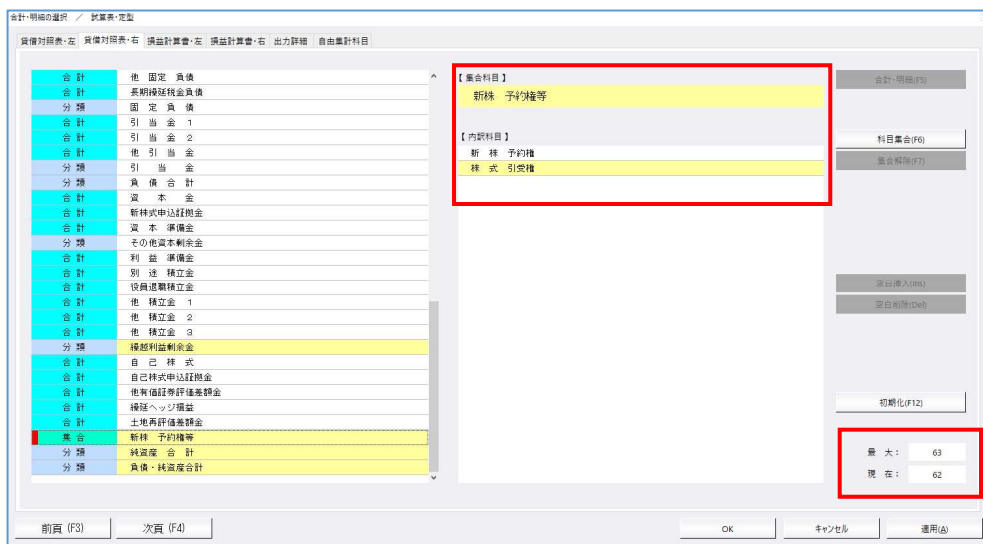 合計・明細の選択 ／ 試算表・定型
貸借対照表・左 貸借対照表・右 損益計算書・左 損益計算書・右 出力詳細 自由集計科目
合 計 他 固定 負債
合 計 長期繰延税金負債
分 類 固 定 負 債
合 計 引 当 金 1
合 計 引 当 金 2
合 計 他 引 当 金
分 類 引 当 金
分 類 負 債 合 計
合 計 資 本 金
合 計 新株式申込証拠金
合 計 資 本 準備金
分 類 その他資本剰余金
合 計 利 益 準備金
合 計 別 途 積立金
合 計 役員退職積立金
合 計 他 積立金 1
合 計 他 積立金 2
合 計 他 積立金 3
分 類 繰越利益剰余金
合 計 自 己 株 式
合 計 自己株式申込証拠金
合 計 他有価証券評価差額金
合 計 繰延ヘッジ損益
合 計 土地再評価差額金
集 合 新株 予約権等
分 類 純資産 合 計
分 類 負債・純資産合計
【 集合科目 】
新株 予約権等
【 内訳科目 】
新 株 予約権
株 式 引受権
合計・明細(F5)
科目集合(F6)
集合解除(F7)
空白挿入(Ins)
空白削除(Del)
初期化(F12)
最 大： 63
現 在： 62
前頁 (F3) 次頁 (F4) OK キャンセル 適用(A)